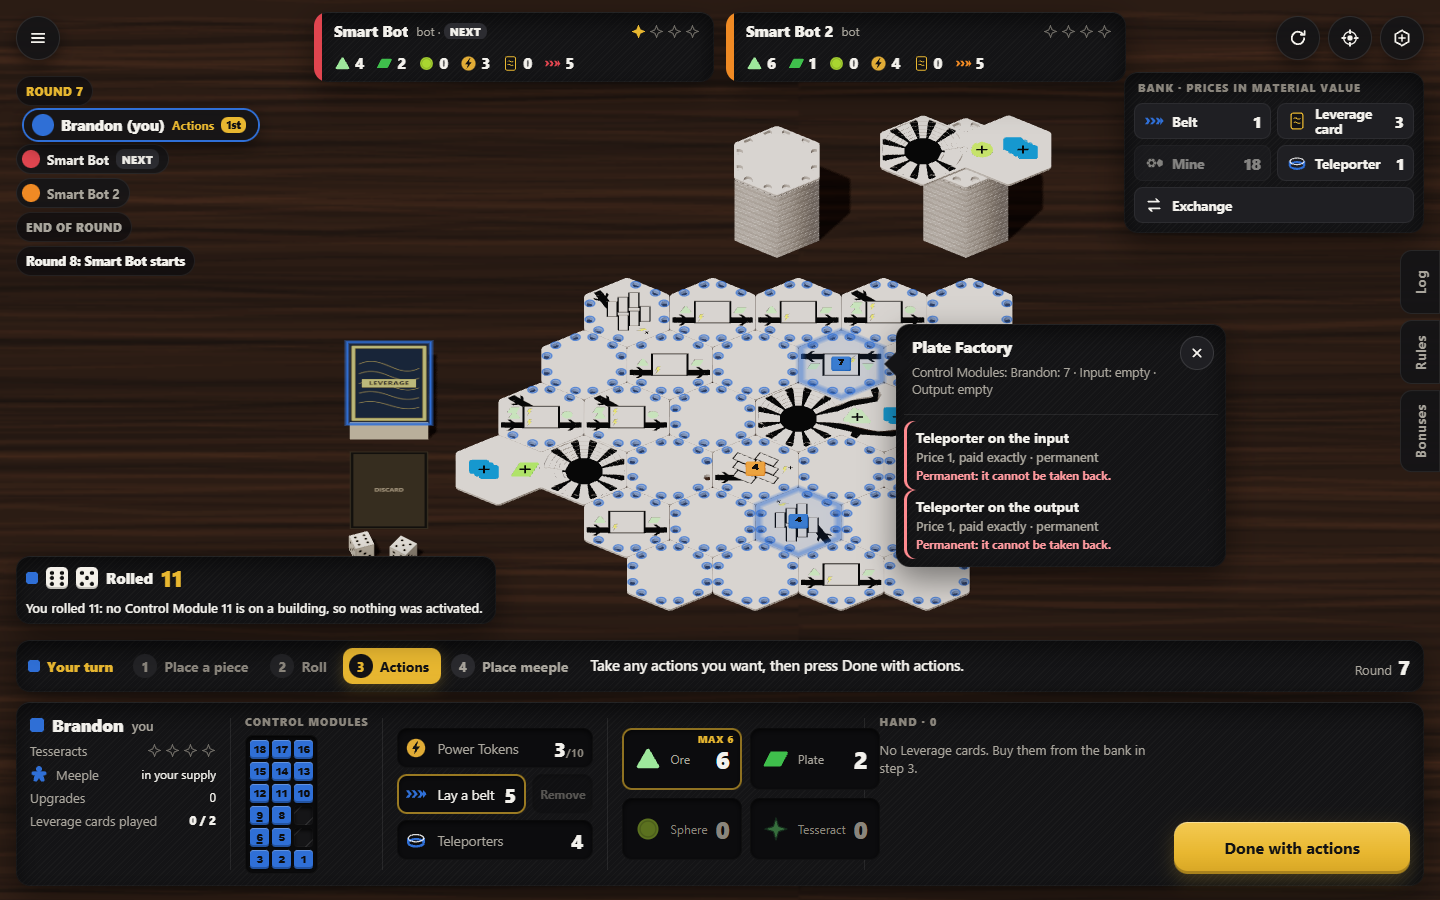 Smart Bot bot · NEXT
4 2 0 3 0 5
Smart Bot 2 bot
6 1 0 4 0 5
ROUND 7
Brandon (you) Actions 1st
Smart Bot NEXT
Smart Bot 2
END OF ROUND
Round 8: Smart Bot starts
BANK · PRICES IN MATERIAL VALUE
Belt 1
Leverage card 3
Mine 18
Teleporter 1
Exchange
Log
Rules
Bonuses
LEVERAGE
DISCARD
7
4
4
Plate Factory
Control Modules: Brandon: 7 · Input: empty ·
Output: empty
Teleporter on the input
Price 1, paid exactly · permanent
Permanent: it cannot be taken back.
Teleporter on the output
Price 1, paid exactly · permanent
Permanent: it cannot be taken back.
Rolled 11
You rolled 11: no Control Module 11 is on a building, so nothing was activated.
Your turn 1 Place a piece 2 Roll 3 Actions 4 Place meeple Take any actions you want, then press Done with actions. Round 7
Brandon you
Tesseracts
Meeple in your supply
Upgrades 0
Leverage cards played 0 / 2
CONTROL MODULES
18 17 16
15 14 13
12 11 10
9 8
6 5
3 2 1
Power Tokens 3/10
Lay a belt 5 Remove
Teleporters 4
MAX 6
Ore 6
Plate 2
Sphere 0
Tesseract 0
HAND · 0
No Leverage cards. Buy them from the bank in
step 3.
Done with actions